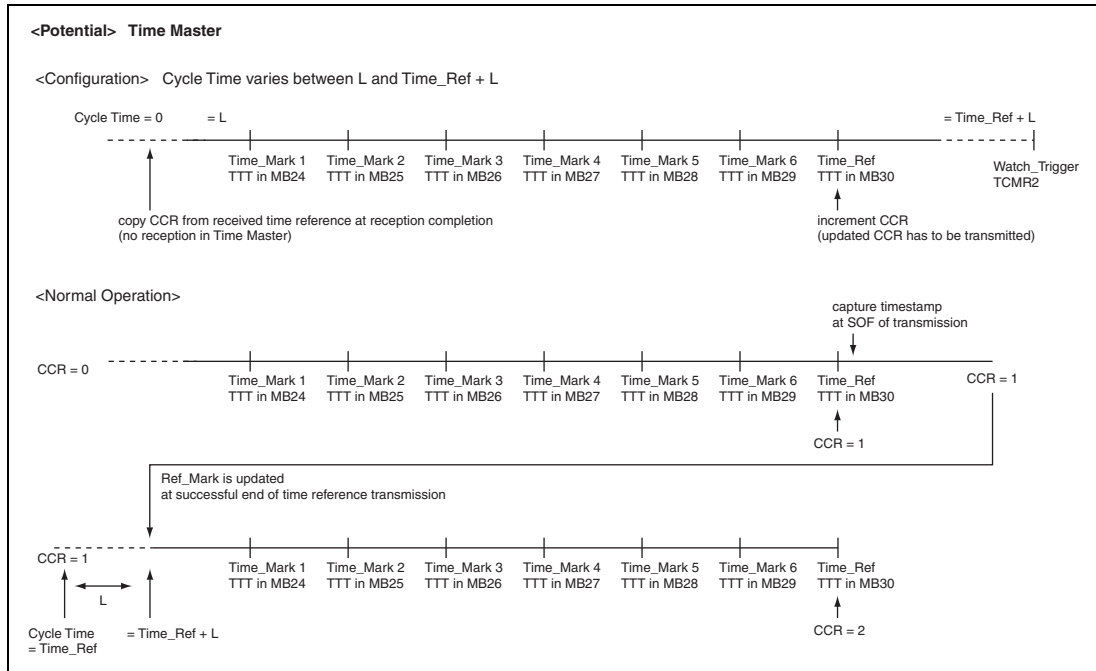 <Potential> Time Master
<Configuration> Cycle Time varies between L and Time_Ref + L
Cycle Time = 0
= L
= Time_Ref + L
Time_Mark 1
TTT in MB24
Time_Mark 2
TTT in MB25
Time_Mark 3
TTT in MB26
Time_Mark 4
TTT in MB27
Time_Mark 5
TTT in MB28
Time_Mark 6
TTT in MB29
Time_Ref
TTT in MB30
Watch_Trigger
TCMR2
copy CCR from received time reference at reception completion
(no reception in Time Master)
increment CCR
(updated CCR has to be transmitted)
<Normal Operation>
capture timestamp
at SOF of transmission
CCR = 0
Time_Mark 1
TTT in MB24
Time_Mark 2
TTT in MB25
Time_Mark 3
TTT in MB26
Time_Mark 4
TTT in MB27
Time_Mark 5
TTT in MB28
Time_Mark 6
TTT in MB29
Time_Ref
TTT in MB30
CCR = 1
CCR = 1
Ref_Mark is updated
at successful end of time reference transmission
CCR = 1
Time_Mark 1
TTT in MB24
Time_Mark 2
TTT in MB25
Time_Mark 3
TTT in MB26
Time_Mark 4
TTT in MB27
Time_Mark 5
TTT in MB28
Time_Mark 6
TTT in MB29
Time_Ref
TTT in MB30
L
Cycle Time
= Time_Ref
= Time_Ref + L
CCR = 2